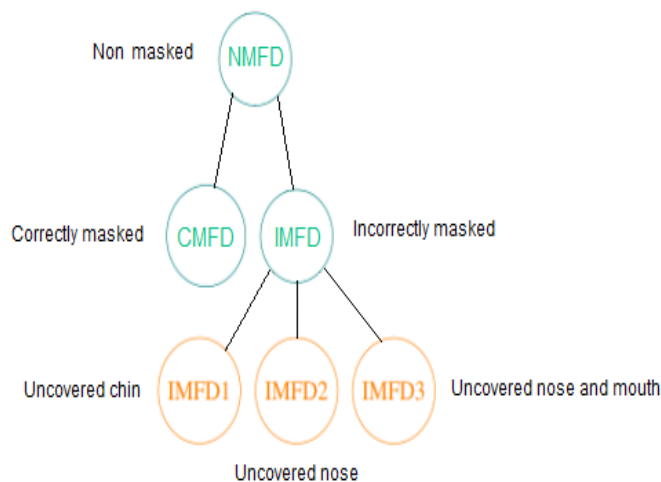 Non masked
NMFD
Correctly masked
CMFD
IMFD
Incorrectly masked
Uncovered chin
IMFD1
IMFD2
IMFD3
Uncovered nose and mouth
Uncovered nose